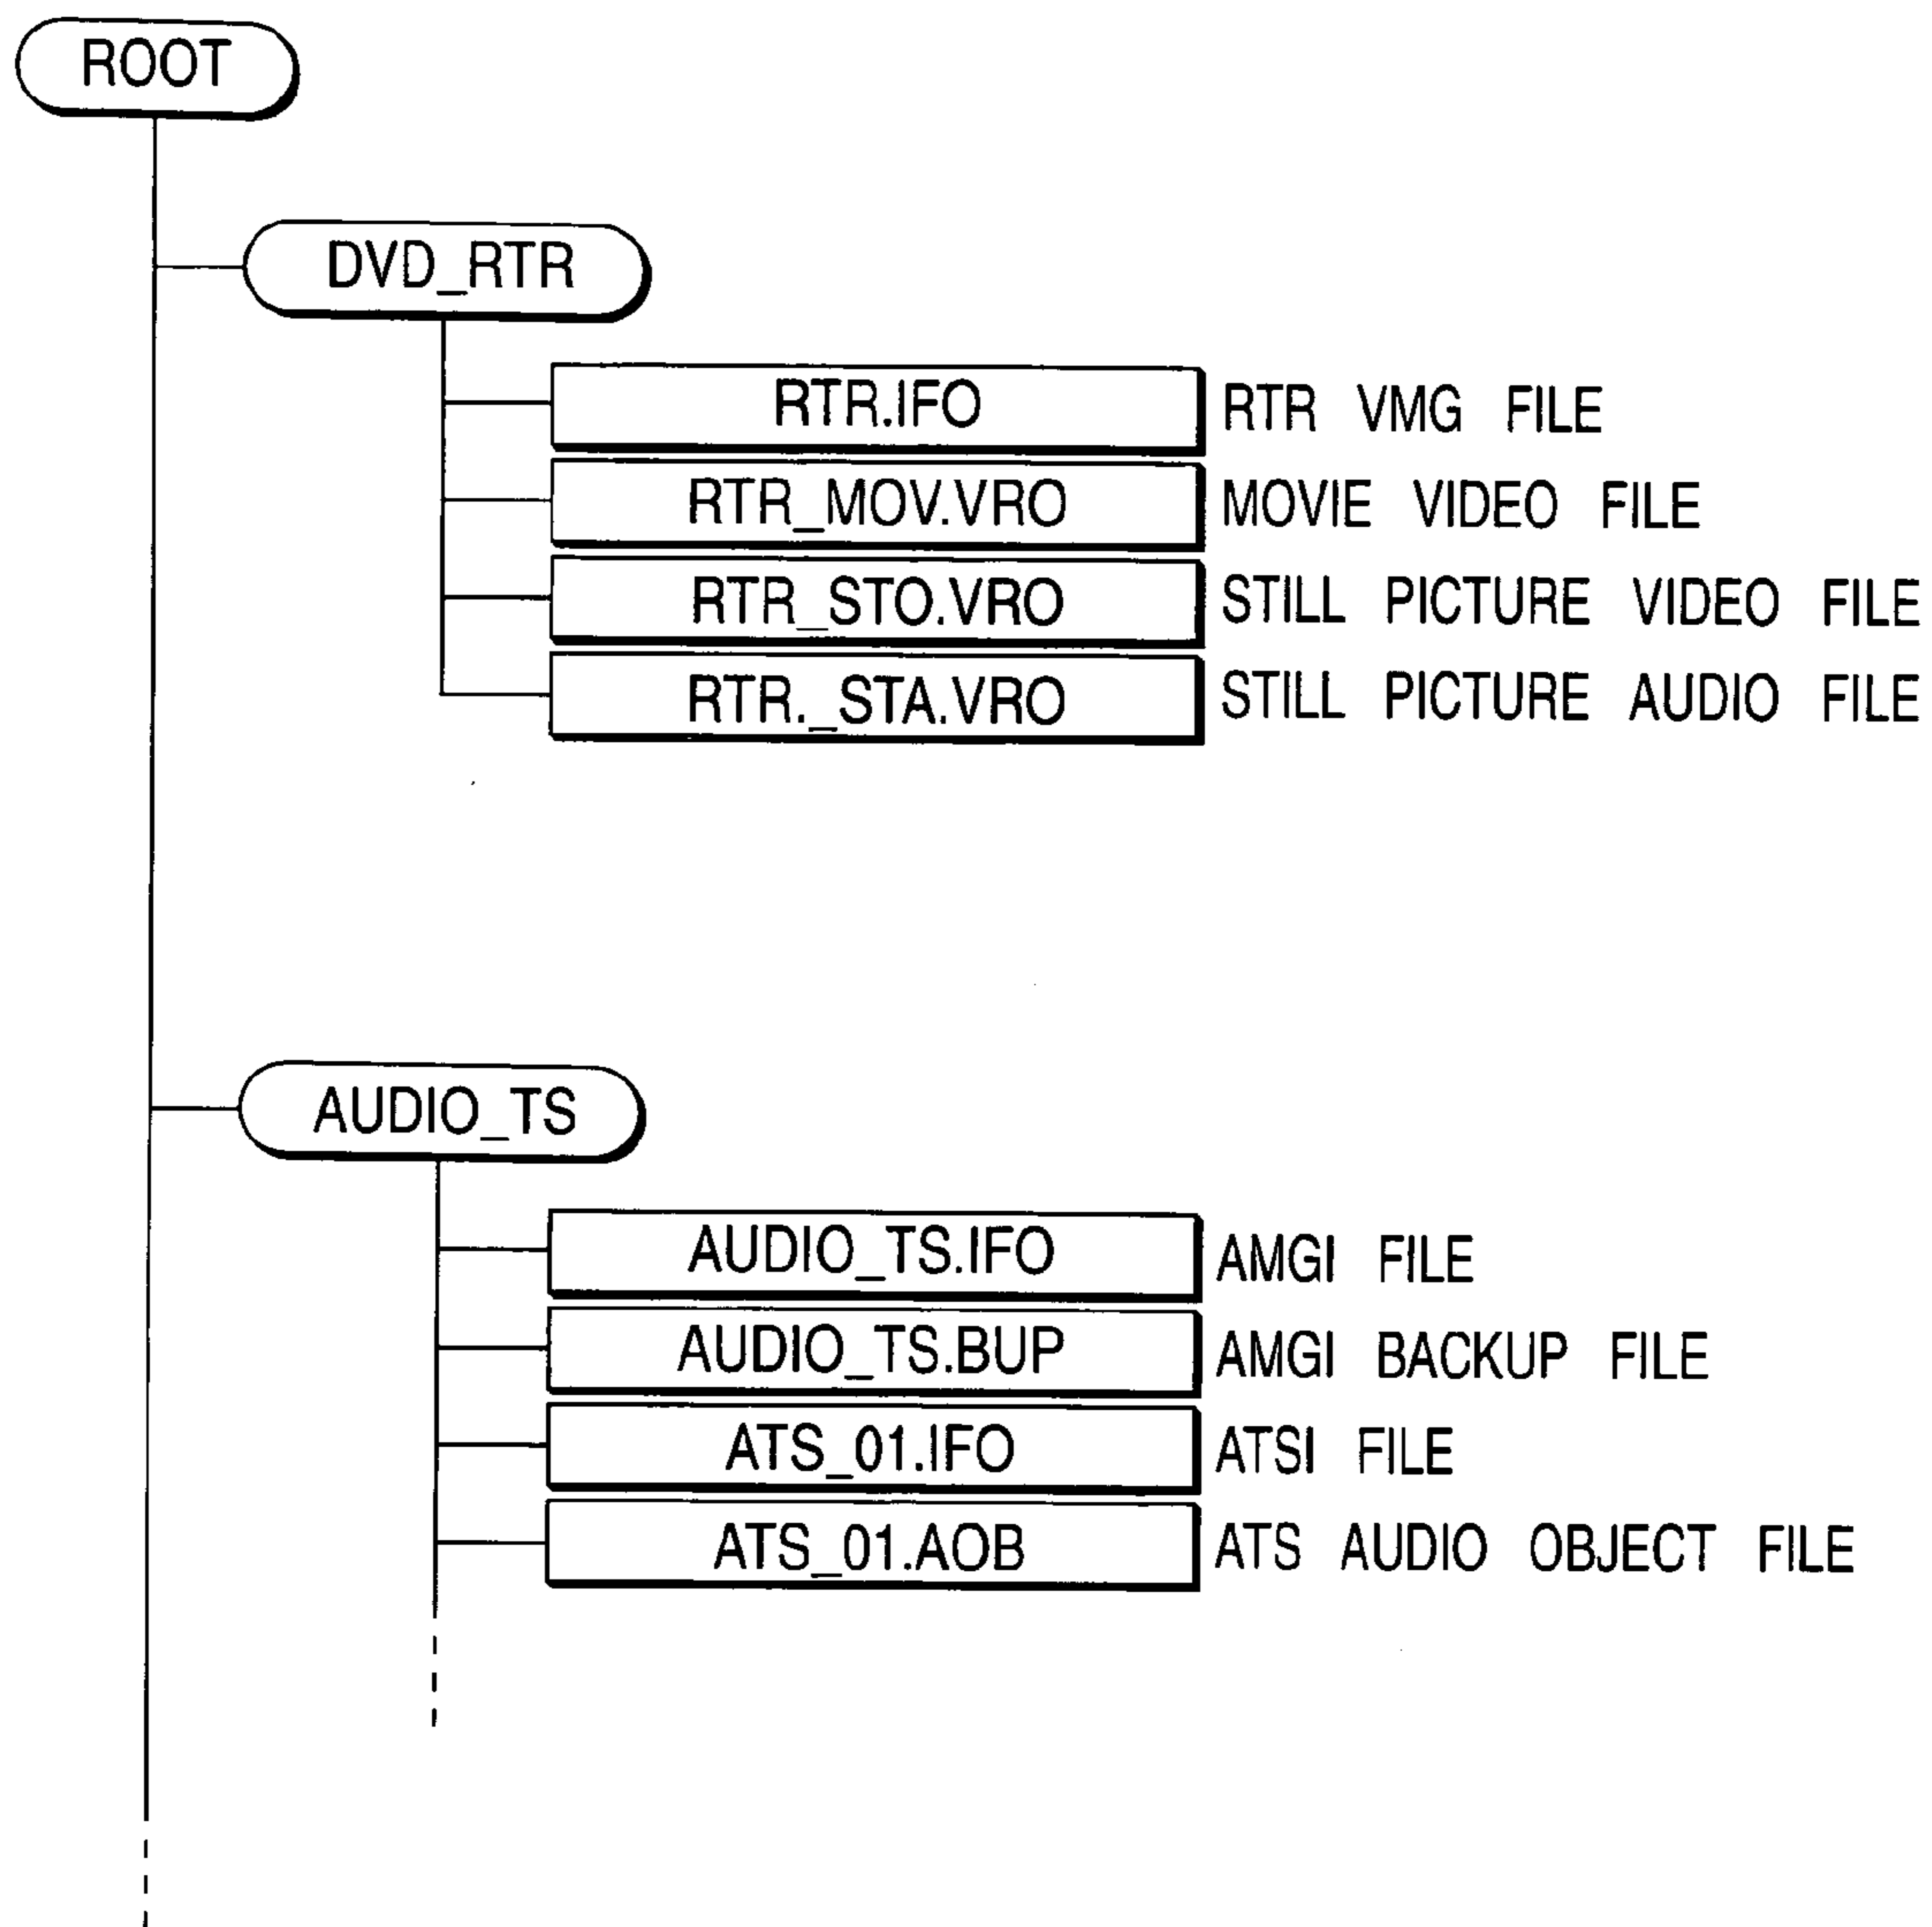 ROOT
DVD_RTR
RTR.IFO RTR VMG FILE
RTR_MOV.VRO MOVIE VIDEO FILE
RTR_STO.VRO STILL PICTURE VIDEO FILE
RTR._STA.VRO STILL PICTURE AUDIO FILE
AUDIO_TS
AUDIO_TS.IFO AMGI FILE
AUDIO_TS.BUP AMGI BACKUP FILE
ATS_01.IFO ATSI FILE
ATS_01.AOB ATS AUDIO OBJECT FILE